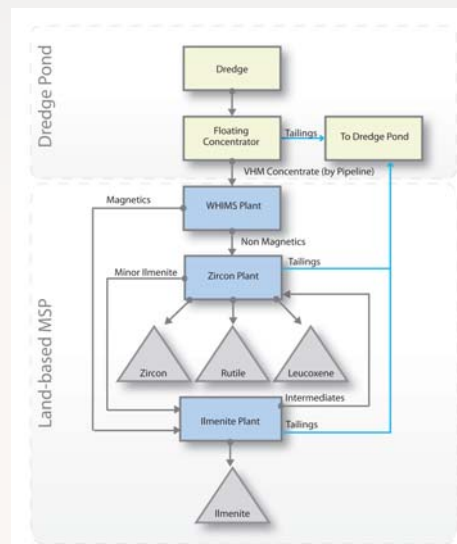 Dredge Pond
Dredge
Floating
Concentrator
Tailings
To Dredge Pond
VHM Concentrate (by Pipeline)
Land-based MSP
Magnetics
WHIMS Plant
Non Magnetics
Minor Ilmenite
Zircon Plant
Tailings
Zircon
Rutile
Leucoxene
Intermediates
Ilmenite Plant
Tailings
Ilmenite